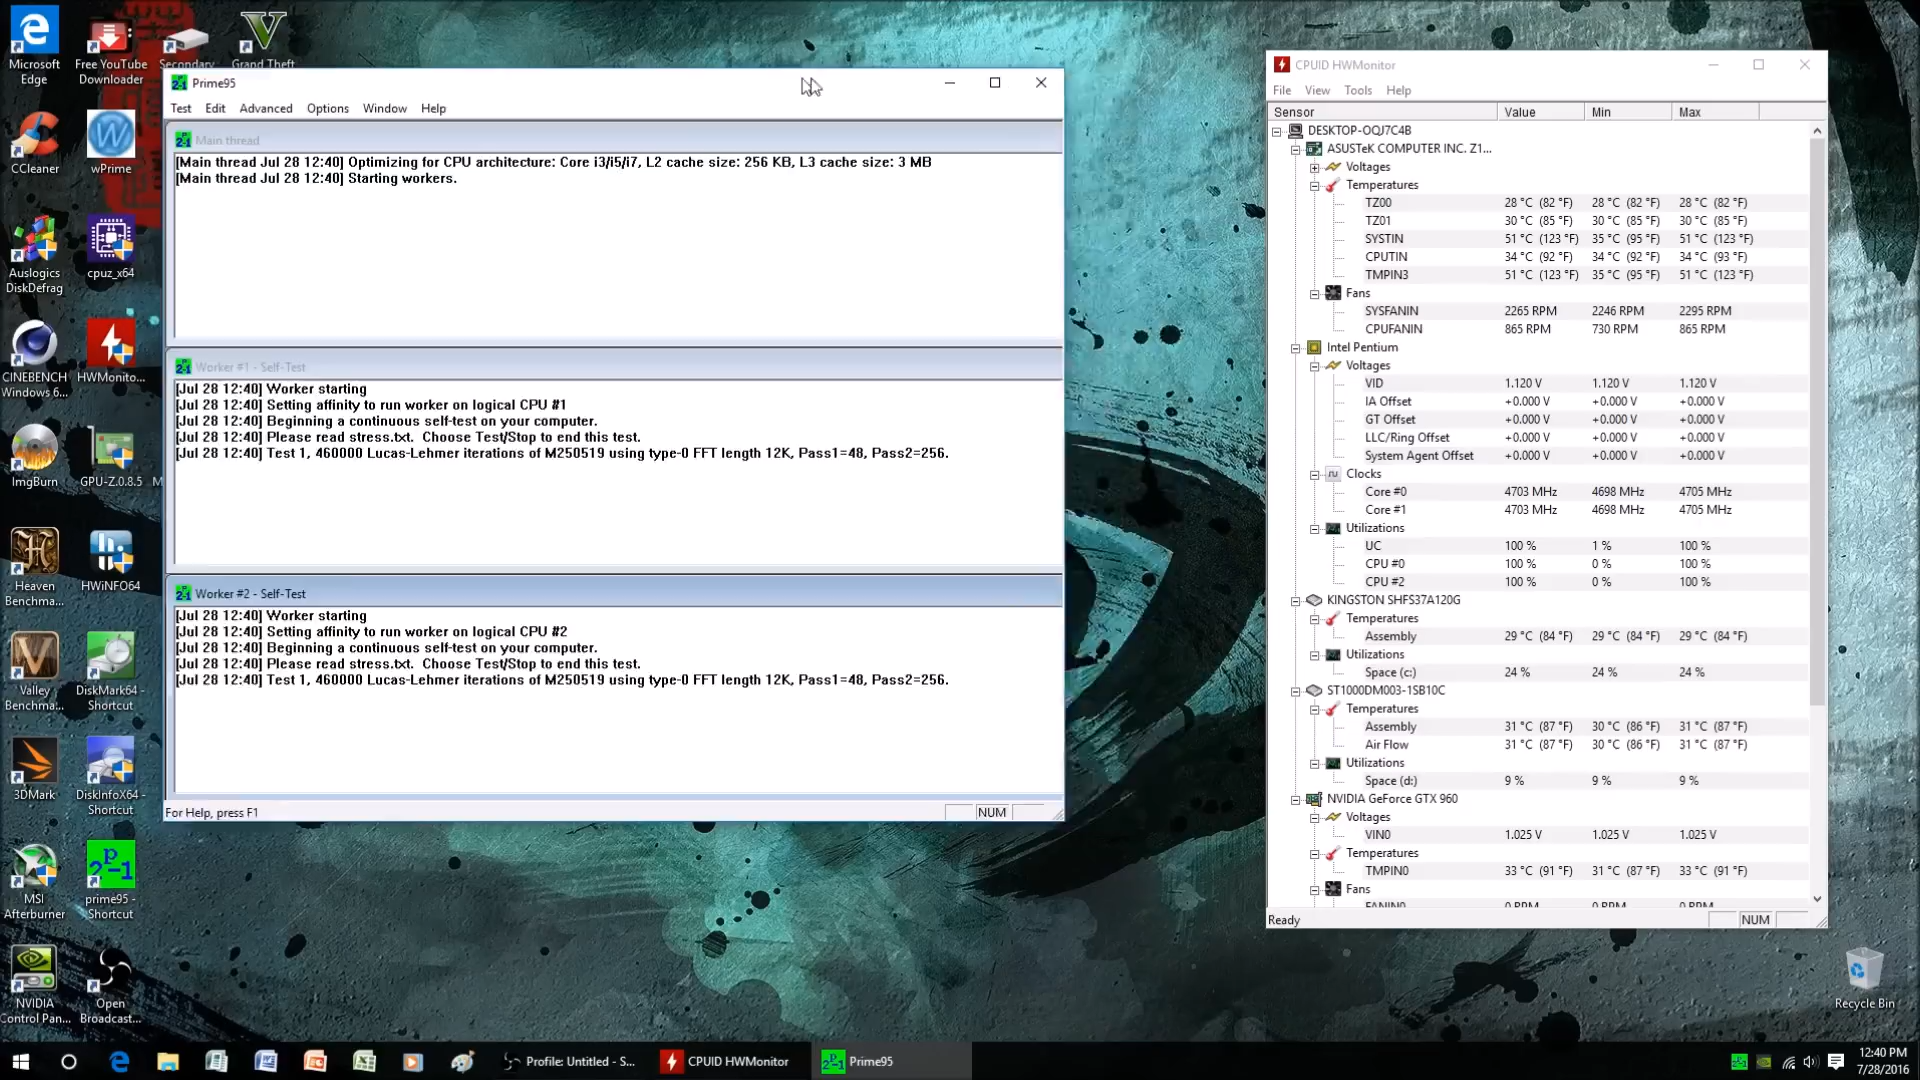 Microsoft Edge
Free YouTube Downloader
Secondary
Grand Theft
CCleaner
wPrime
Auslogics DiskDefrag
cpuz_x64
CINEBENCH Windows 6...
HWMonito...
ImgBurn
GPU-Z.0.8.5
M
Heaven Benchma...
HWiNFO64
Valley Benchma...
DiskMark64 - Shortcut
3DMark
DiskInfoX64 - Shortcut
MSI Afterburner
prime95 - Shortcut
NVIDIA Control Pan...
Open Broadcast...
Recycle Bin
Prime95
Test Edit Advanced Options Window Help
Main thread
[Main thread Jul 28 12:40] Optimizing for CPU architecture: Core i3/i5/i7, L2 cache size: 256 KB, L3 cache size: 3 MB
[Main thread Jul 28 12:40] Starting workers.
Worker #1 - Self-Test
[Jul 28 12:40] Worker starting
[Jul 28 12:40] Setting affinity to run worker on logical CPU #1
[Jul 28 12:40] Beginning a continuous self-test on your computer.
[Jul 28 12:40] Please read stress.txt.  Choose Test/Stop to end this test.
[Jul 28 12:40] Test 1, 460000 Lucas-Lehmer iterations of M250519 using type-0 FFT length 12K, Pass1=48, Pass2=256.
Worker #2 - Self-Test
[Jul 28 12:40] Worker starting
[Jul 28 12:40] Setting affinity to run worker on logical CPU #2
[Jul 28 12:40] Beginning a continuous self-test on your computer.
[Jul 28 12:40] Please read stress.txt.  Choose Test/Stop to end this test.
[Jul 28 12:40] Test 1, 460000 Lucas-Lehmer iterations of M250519 using type-0 FFT length 12K, Pass1=48, Pass2=256.
For Help, press F1
NUM
CPUID HWMonitor
File View Tools Help
Sensor Value Min Max
DESKTOP-OQJ7C4B
ASUSTeK COMPUTER INC. Z1...
Voltages
Temperatures
TZ00 28 °C (82 °F) 28 °C (82 °F) 28 °C (82 °F)
TZ01 30 °C (85 °F) 30 °C (85 °F) 30 °C (85 °F)
SYSTIN 51 °C (123 °F) 35 °C (95 °F) 51 °C (123 °F)
CPUTIN 34 °C (92 °F) 34 °C (92 °F) 34 °C (93 °F)
TMPIN3 51 °C (123 °F) 35 °C (95 °F) 51 °C (123 °F)
Fans
SYSFANIN 2265 RPM 2246 RPM 2295 RPM
CPUFANIN 865 RPM 730 RPM 865 RPM
Intel Pentium
Voltages
VID 1.120 V 1.120 V 1.120 V
IA Offset +0.000 V +0.000 V +0.000 V
GT Offset +0.000 V +0.000 V +0.000 V
LLC/Ring Offset +0.000 V +0.000 V +0.000 V
System Agent Offset +0.000 V +0.000 V +0.000 V
Clocks
Core #0 4703 MHz 4698 MHz 4705 MHz
Core #1 4703 MHz 4698 MHz 4705 MHz
Utilizations
UC 100 % 1 % 100 %
CPU #0 100 % 0 % 100 %
CPU #2 100 % 0 % 100 %
KINGSTON SHFS37A120G
Temperatures
Assembly 29 °C (84 °F) 29 °C (84 °F) 29 °C (84 °F)
Utilizations
Space (c:) 24 % 24 % 24 %
ST1000DM003-1SB10C
Temperatures
Assembly 31 °C (87 °F) 30 °C (86 °F) 31 °C (87 °F)
Air Flow 31 °C (87 °F) 30 °C (86 °F) 31 °C (87 °F)
Utilizations
Space (d:) 9 % 9 % 9 %
NVIDIA GeForce GTX 960
Voltages
VIN0 1.025 V 1.025 V 1.025 V
Temperatures
TMPIN0 33 °C (91 °F) 31 °C (87 °F) 33 °C (91 °F)
Fans
FANIN0 0 RPM 0 RPM 0 RPM
Ready
NUM
Profile: Untitled - S...
CPUID HWMonitor
Prime95
12:40 PM
7/28/2016